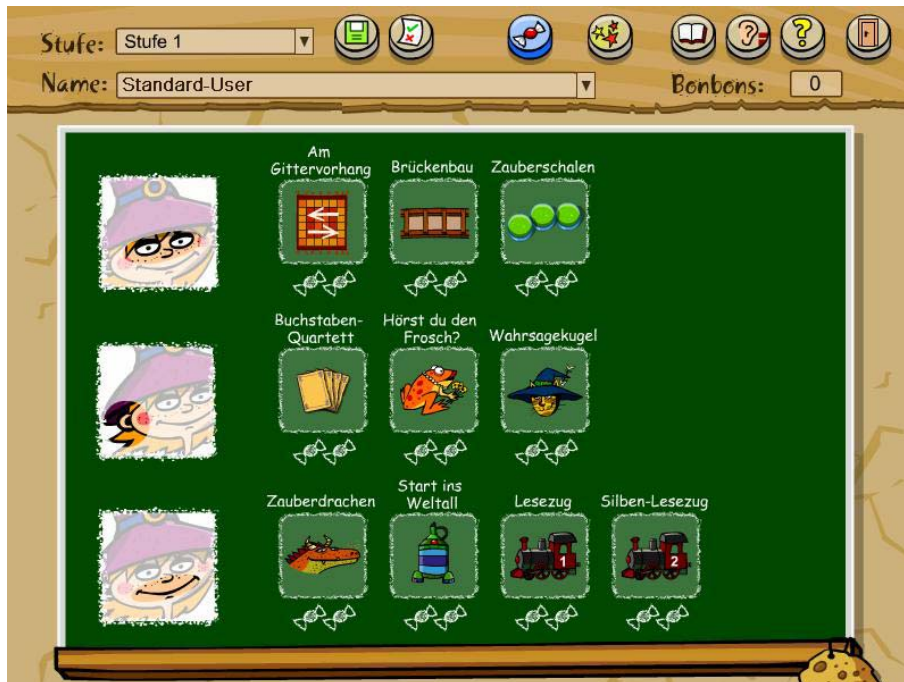 Stufe: Stufe 1
Name: Standard-User
Bonbons: 0
Am
Gittervorhang
Brückenbau
Zauberschalen
Buchstaben-
Quartett
Hörst du den
Frosch?
Wahrsagekugel
Zauberdrachen
Start ins
Weltall
Lesezug
Silben-Lesezug
1
2